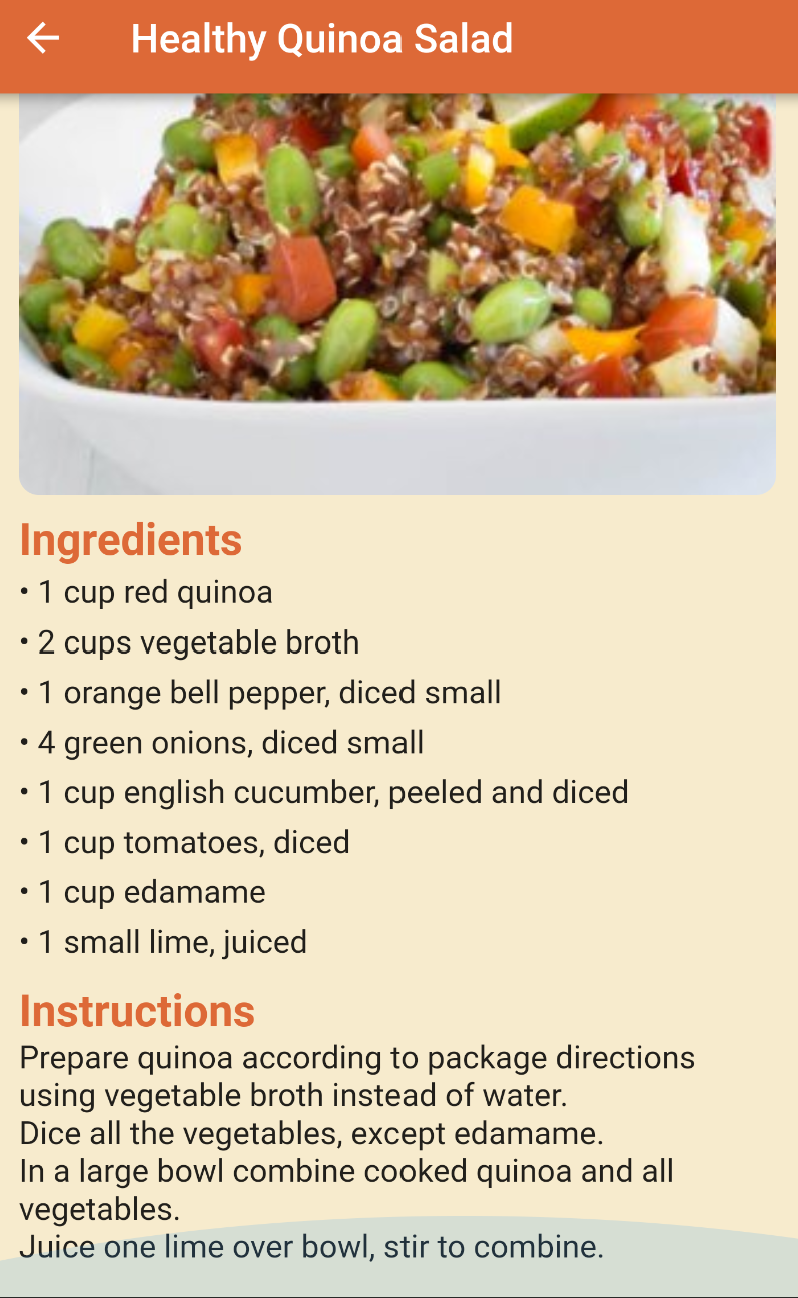 Healthy Quinoa Salad
Ingredients
• 1 cup red quinoa
• 2 cups vegetable broth
• 1 orange bell pepper, diced small
• 4 green onions, diced small
• 1 cup english cucumber, peeled and diced
• 1 cup tomatoes, diced
• 1 cup edamame
• 1 small lime, juiced
Instructions
Prepare quinoa according to package directions
using vegetable broth instead of water.
Dice all the vegetables, except edamame.
In a large bowl combine cooked quinoa and all
vegetables.
Juice one lime over bowl, stir to combine.